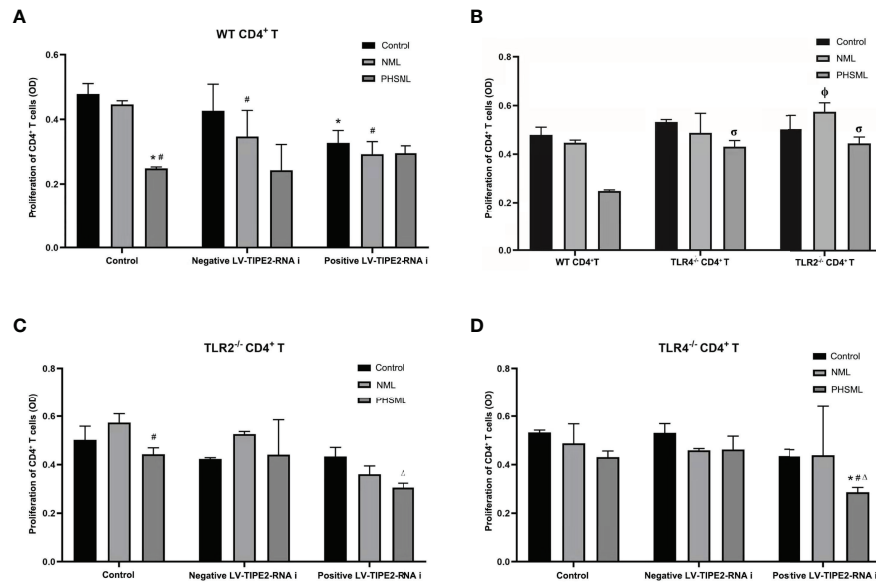 A
WT CD4⁺ T
Control
NML
PHSML
Proliferation of CD4⁺ T cells (OD)
0.6
0.4
0.2
0.0
* #
#
*
#
Control
Negative LV-TIPE2-RNA i
Positive LV-TIPE2-RNA i
B
Control
NML
PHSML
Proliferation of CD4⁺ T cells (OD)
0.8
0.6
0.4
0.2
0.0
σ
ϕ
σ
WT CD4⁺T
TLR4⁻/⁻ CD4⁺ T
TLR2⁻/⁻ CD4⁺ T
C
TLR2⁻/⁻ CD4⁺ T
Control
NML
PHSML
Proliferation of CD4⁺ T cells (OD)
0.8
0.6
0.4
0.2
0.0
#
Δ
Control
Negative LV-TIPE2-RNA i
Positive LV-TIPE2-RNA i
D
TLR4⁻/⁻ CD4⁺ T
Control
NML
PHSML
Proliferation of CD4⁺ T cells (OD)
0.8
0.6
0.4
0.2
0.0
* # Δ
Control
Negative LV-TIPE2-RNA i
Positive LV-TIPE2-RNA i